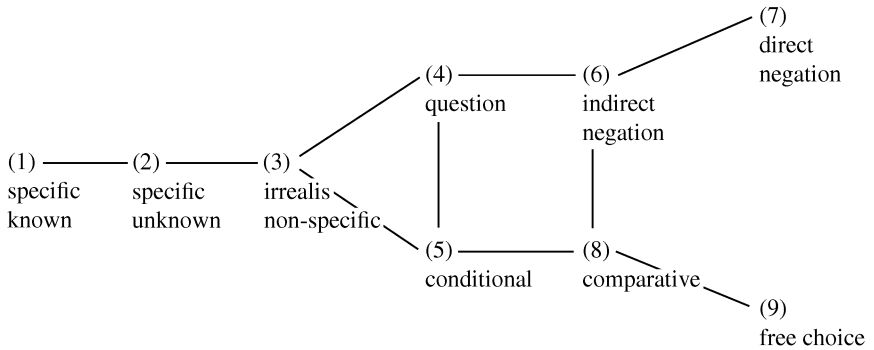 (7)
direct
negation
(4)
question
(6)
indirect
negation
(1)
specific
known
(2)
specific
unknown
(3)
irrealis
non-specific
(5)
conditional
(8)
comparative
(9)
free choice